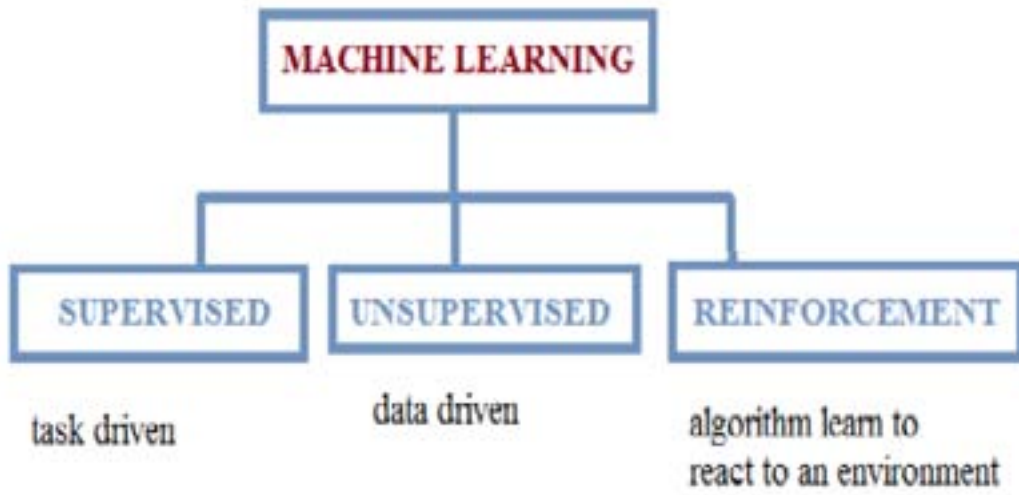 MACHINE LEARNING
SUPERVISED
UNSUPERVISED
REINFORCEMENT
task driven
data driven
algorithm learn to
react to an environment